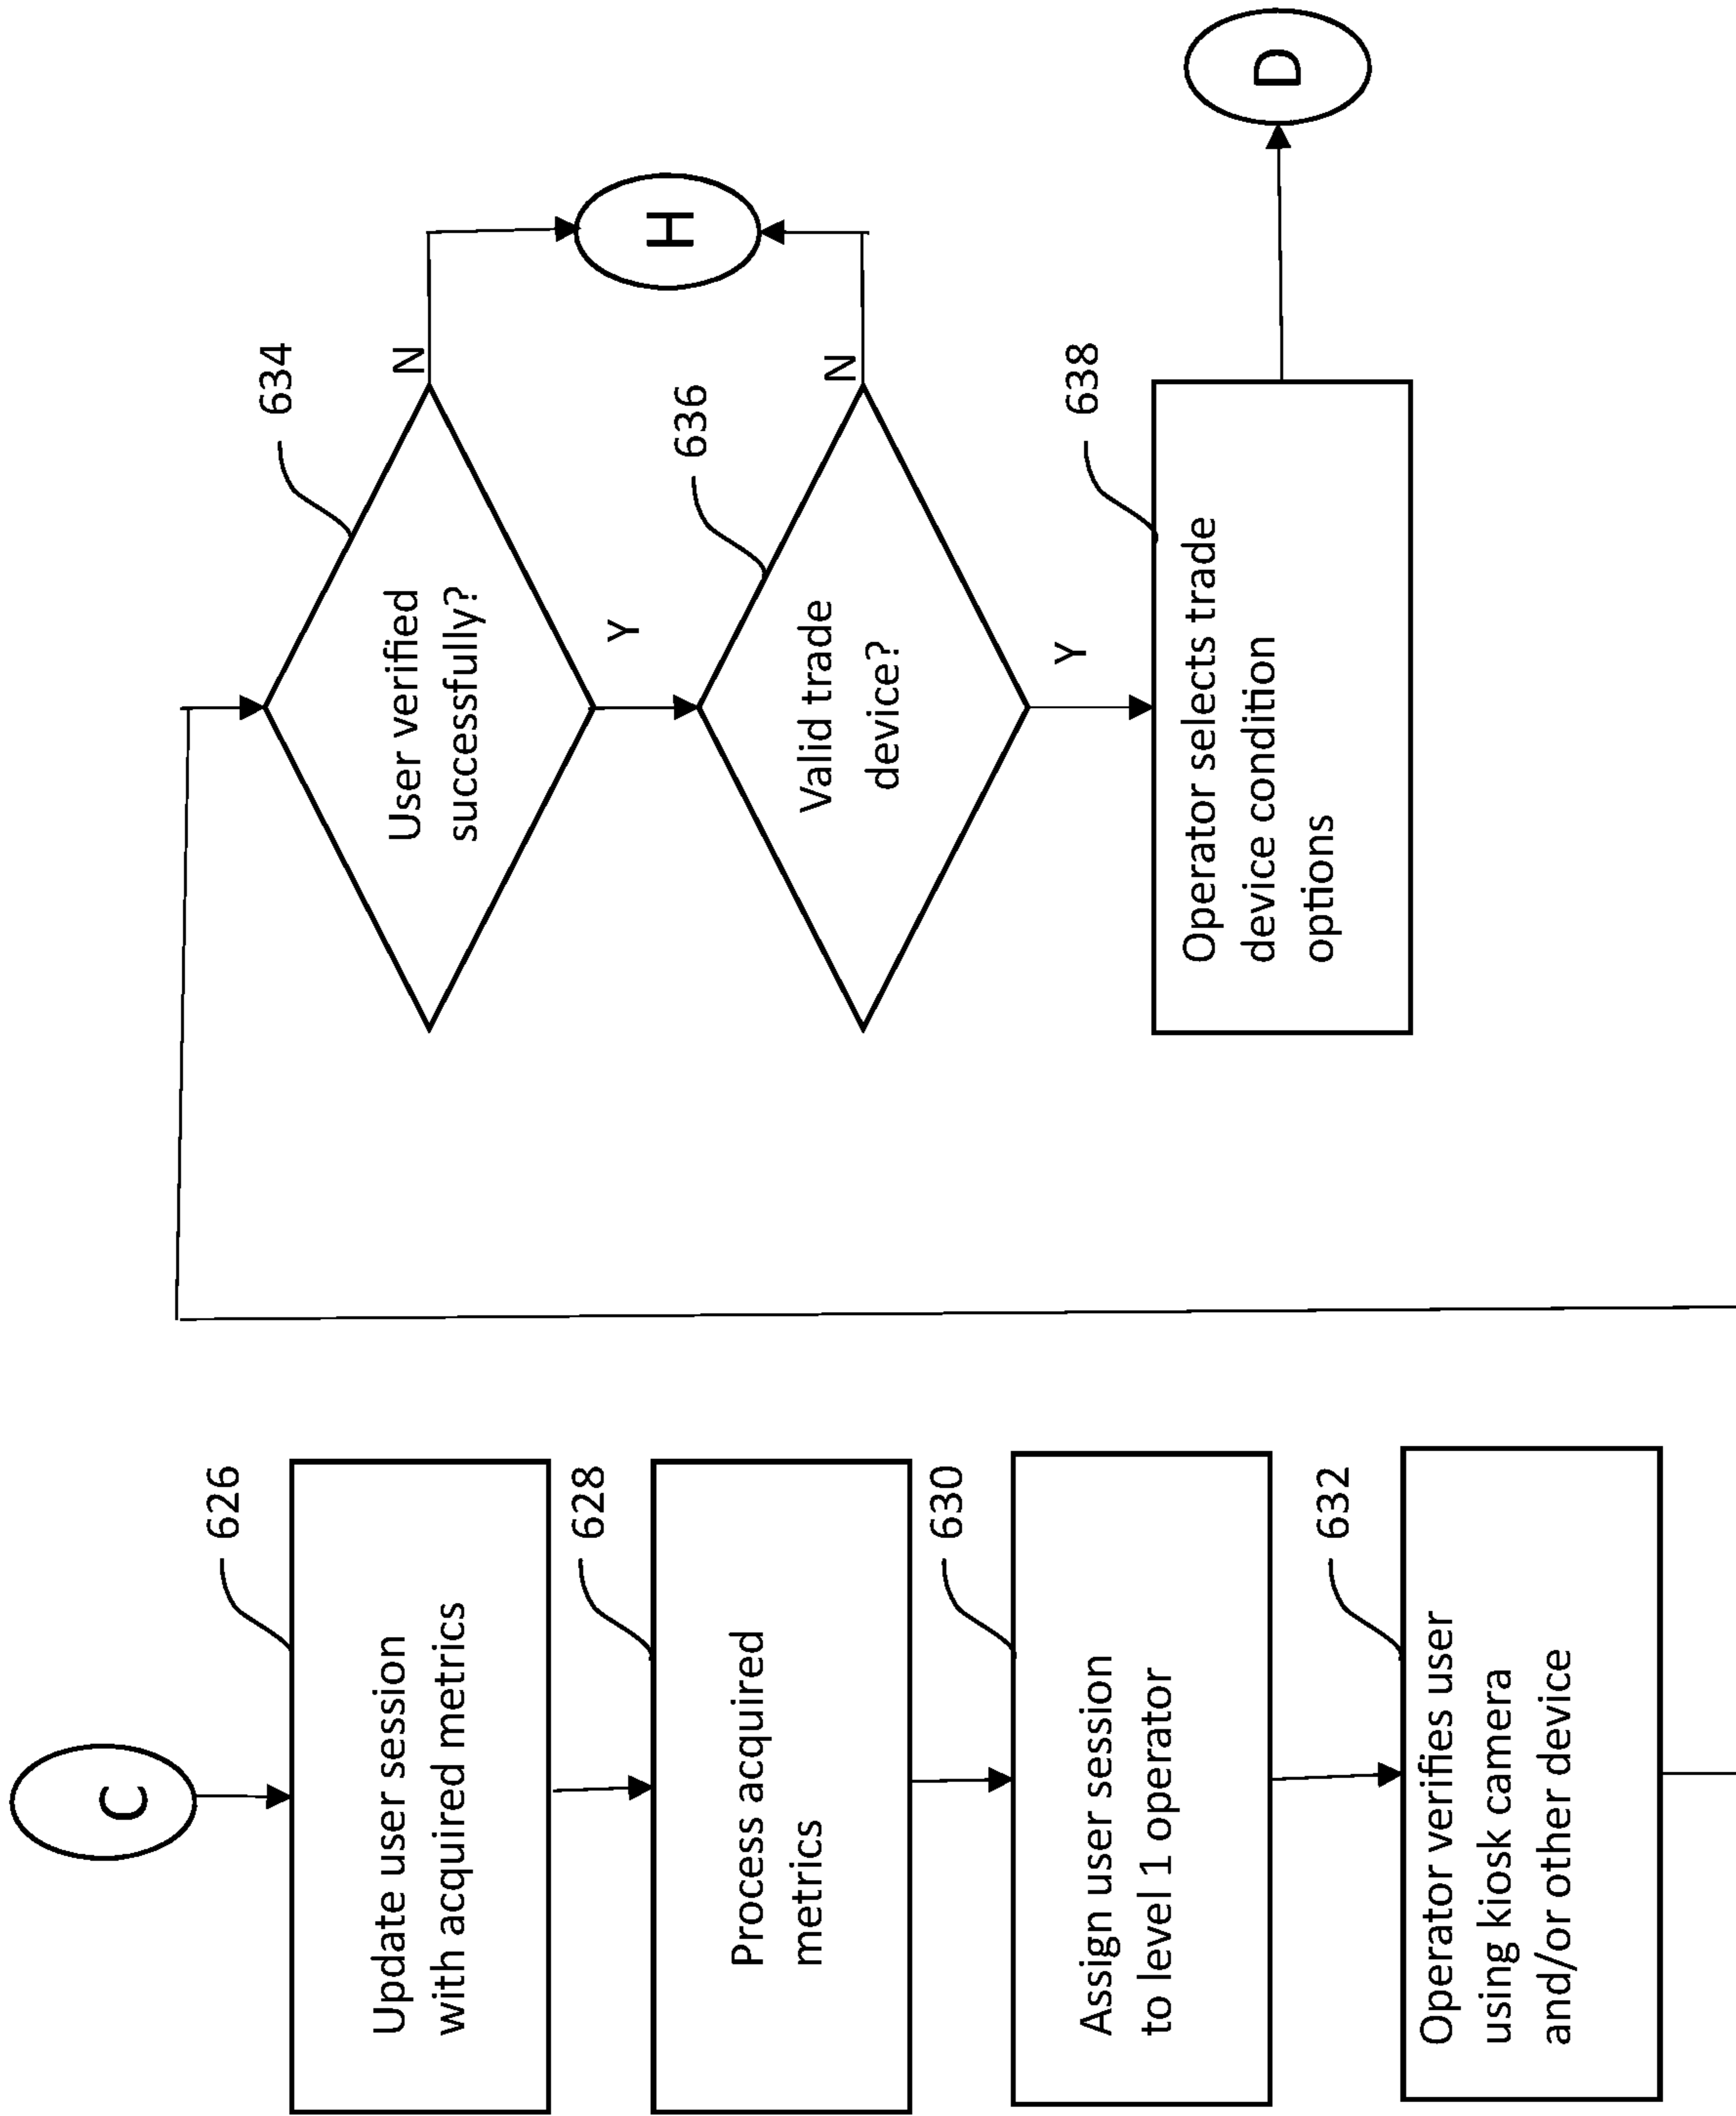 C
626
Update user session
with acquired metrics
628
Process acquired
metrics
630
Assign user session
to level 1 operator
632
Operator verifies user
using kiosk camera
and/or other device
634
User verified
successfully?
N
Y
H
636
Valid trade
device?
N
Y
638
Operator selects trade
device condition
options
D